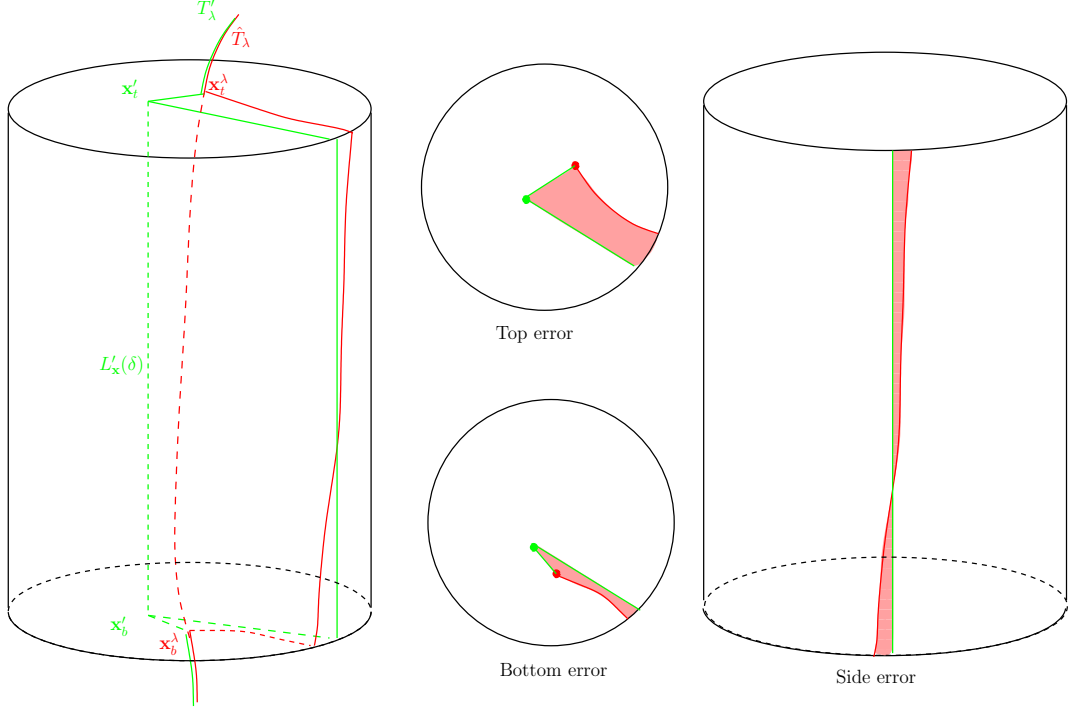 T′_λ
T̂_λ
x′_t
x^λ_t
L′_x(δ)
x′_b
x^λ_b
Top error
Bottom error
Side error